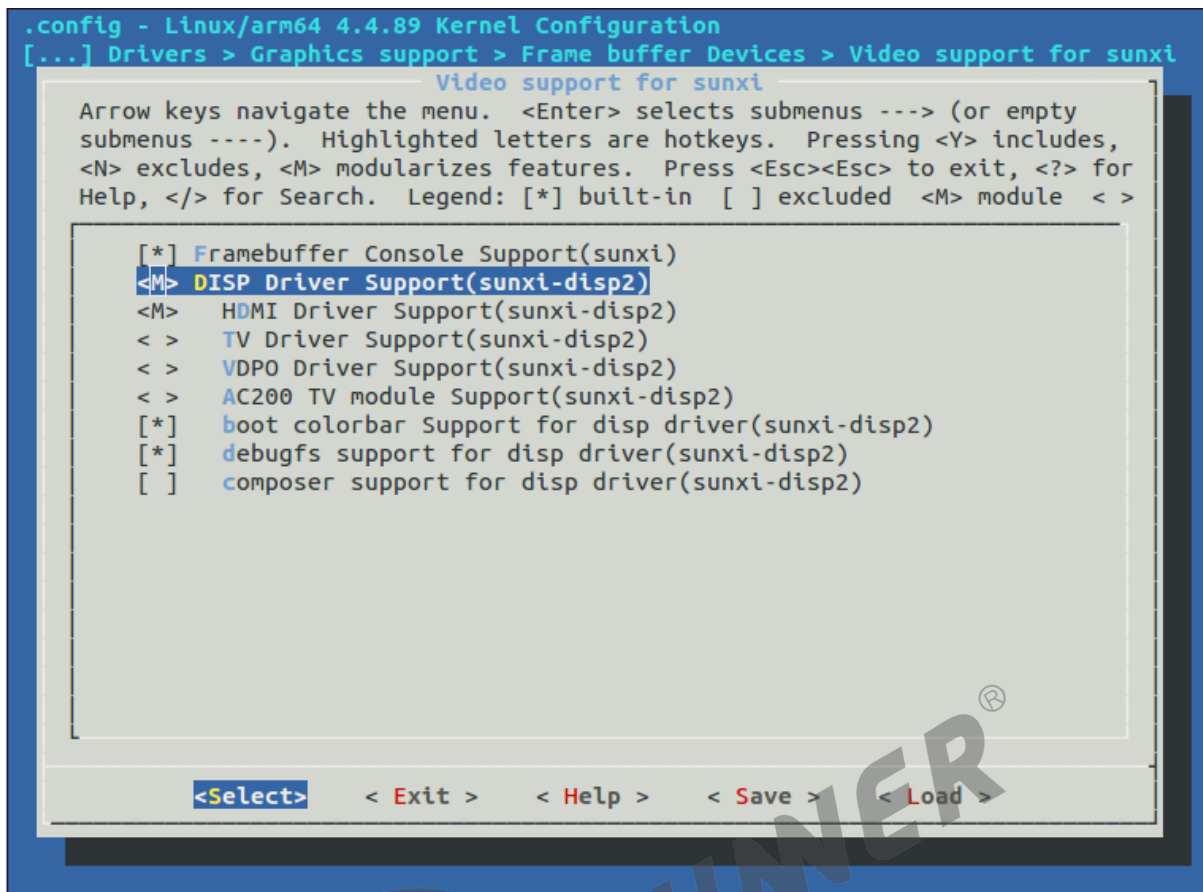 .config - Linux/arm64 4.4.89 Kernel Configuration
[...] Drivers > Graphics support > Frame buffer Devices > Video support for sunxi
Video support for sunxi
Arrow keys navigate the menu.  <Enter> selects submenus ---> (or empty
submenus ----).  Highlighted letters are hotkeys.  Pressing <Y> includes,
<N> excludes, <M> modularizes features.  Press <Esc><Esc> to exit, <?> for
Help, </> for Search.  Legend: [*] built-in  [ ] excluded  <M> module  < >
[*] Framebuffer Console Support(sunxi)
<M> DISP Driver Support(sunxi-disp2)
<M>   HDMI Driver Support(sunxi-disp2)
< >   TV Driver Support(sunxi-disp2)
< >   VDPO Driver Support(sunxi-disp2)
< >   AC200 TV module Support(sunxi-disp2)
[*]   boot colorbar Support for disp driver(sunxi-disp2)
[*]   debugfs support for disp driver(sunxi-disp2)
[ ]   composer support for disp driver(sunxi-disp2)
<Select>    < Exit >    < Help >    < Save >    < Load >